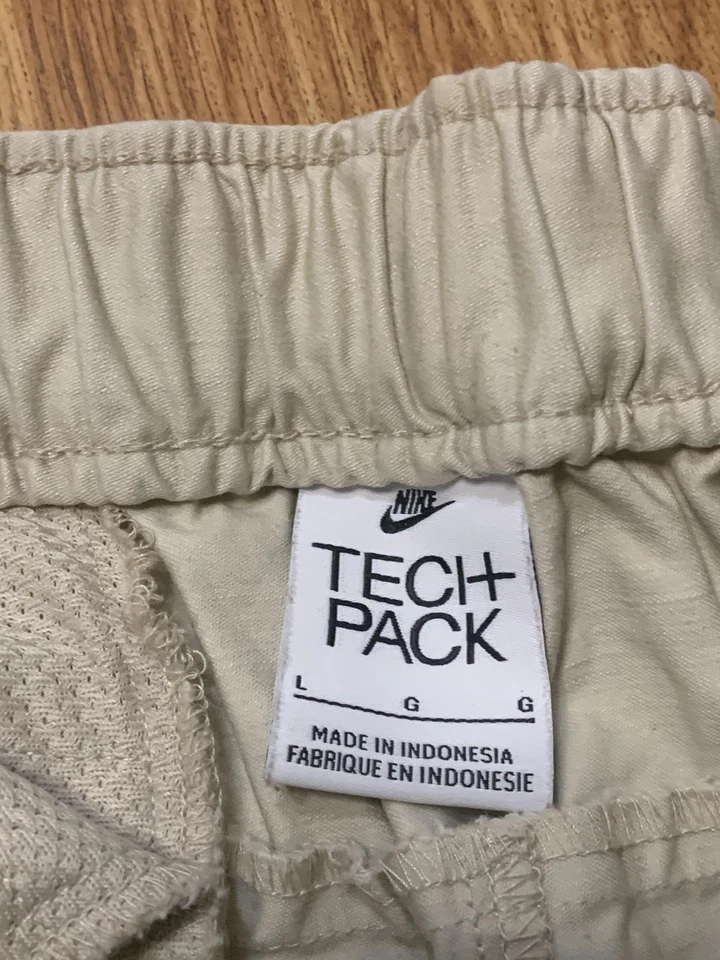 NIKE
TECH
PACK
L G G
MADE IN INDONESIA
FABRIQUE EN INDONESIE